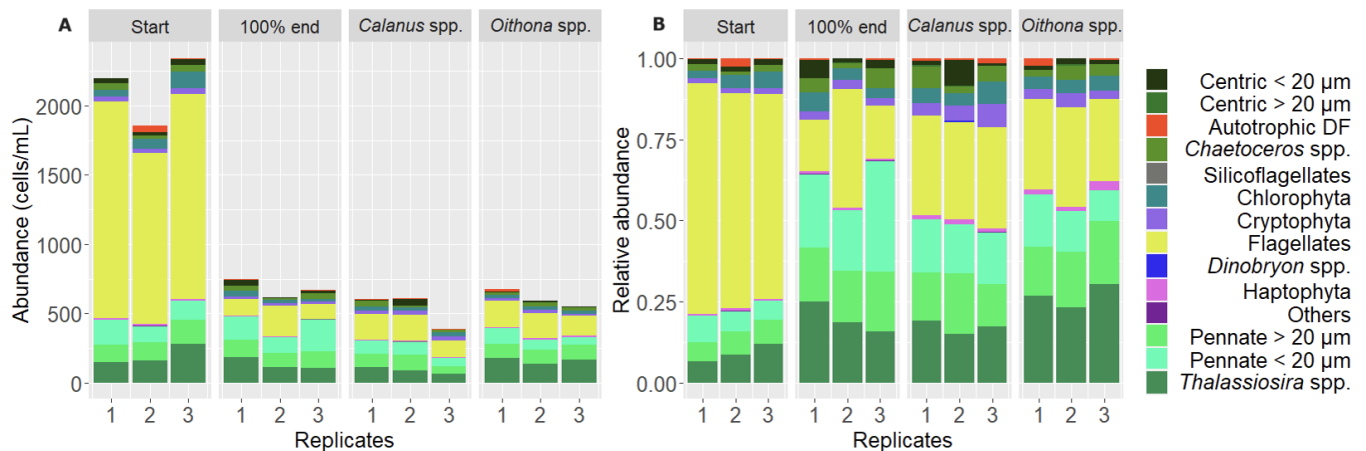 A
Start
100% end
Calanus spp.
Oithona spp.
Abundance (cells/mL)
2000
1500
1000
500
0
1 2 3 1 2 3 1 2 3 1 2 3
Replicates
B
Start
100% end
Calanus spp.
Oithona spp.
Relative abundance
1.00
0.75
0.50
0.25
0.00
1 2 3 1 2 3 1 2 3 1 2 3
Replicates
Centric < 20 µm
Centric > 20 µm
Autotrophic DF
Chaetoceros spp.
Silicoflagellates
Chlorophyta
Cryptophyta
Flagellates
Dinobryon spp.
Haptophyta
Others
Pennate > 20 µm
Pennate < 20 µm
Thalassiosira spp.